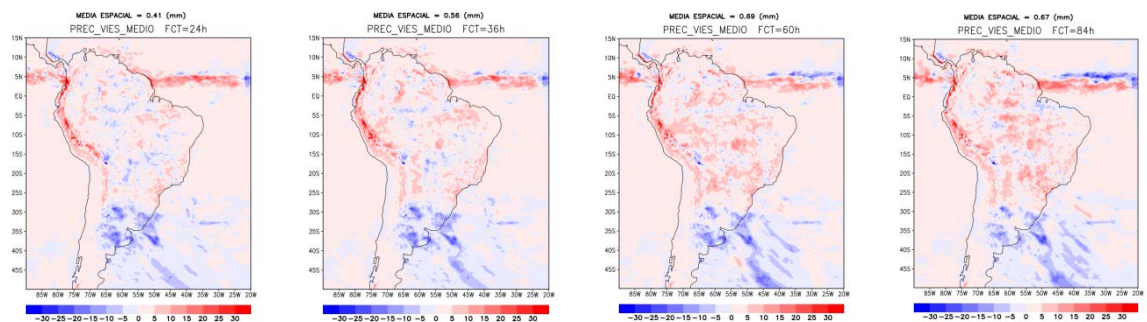 MEDIA ESPACIAL = 0.41 (mm)
PREC_VIES_MEDIO FCT=24h
15N
10N
5N
EQ
5S
10S
15S
20S
25S
30S
35S
40S
45S
85W 80W 75W 70W 65W 60W 55W 50W 45W 40W 35W 30W 25W 20W
−30 −25 −20 −15 −10 −5 0 5 10 15 20 25 30
MEDIA ESPACIAL = 0.56 (mm)
PREC_VIES_MEDIO FCT=36h
15N
10N
5N
EQ
5S
10S
15S
20S
25S
30S
35S
40S
45S
85W 80W 75W 70W 65W 60W 55W 50W 45W 40W 35W 30W 25W 20W
−30 −25 −20 −15 −10 −5 0 5 10 15 20 25 30
MEDIA ESPACIAL = 0.69 (mm)
PREC_VIES_MEDIO FCT=60h
15N
10N
5N
EQ
5S
10S
15S
20S
25S
30S
35S
40S
45S
85W 80W 75W 70W 65W 60W 55W 50W 45W 40W 35W 30W 25W 20W
−30 −25 −20 −15 −10 −5 0 5 10 15 20 25 30
MEDIA ESPACIAL = 0.67 (mm)
PREC_VIES_MEDIO FCT=84h
15N
10N
5N
EQ
5S
10S
15S
20S
25S
30S
35S
40S
45S
85W 80W 75W 70W 65W 60W 55W 50W 45W 40W 35W 30W 25W 20W
−30 −25 −20 −15 −10 −5 0 5 10 15 20 25 30